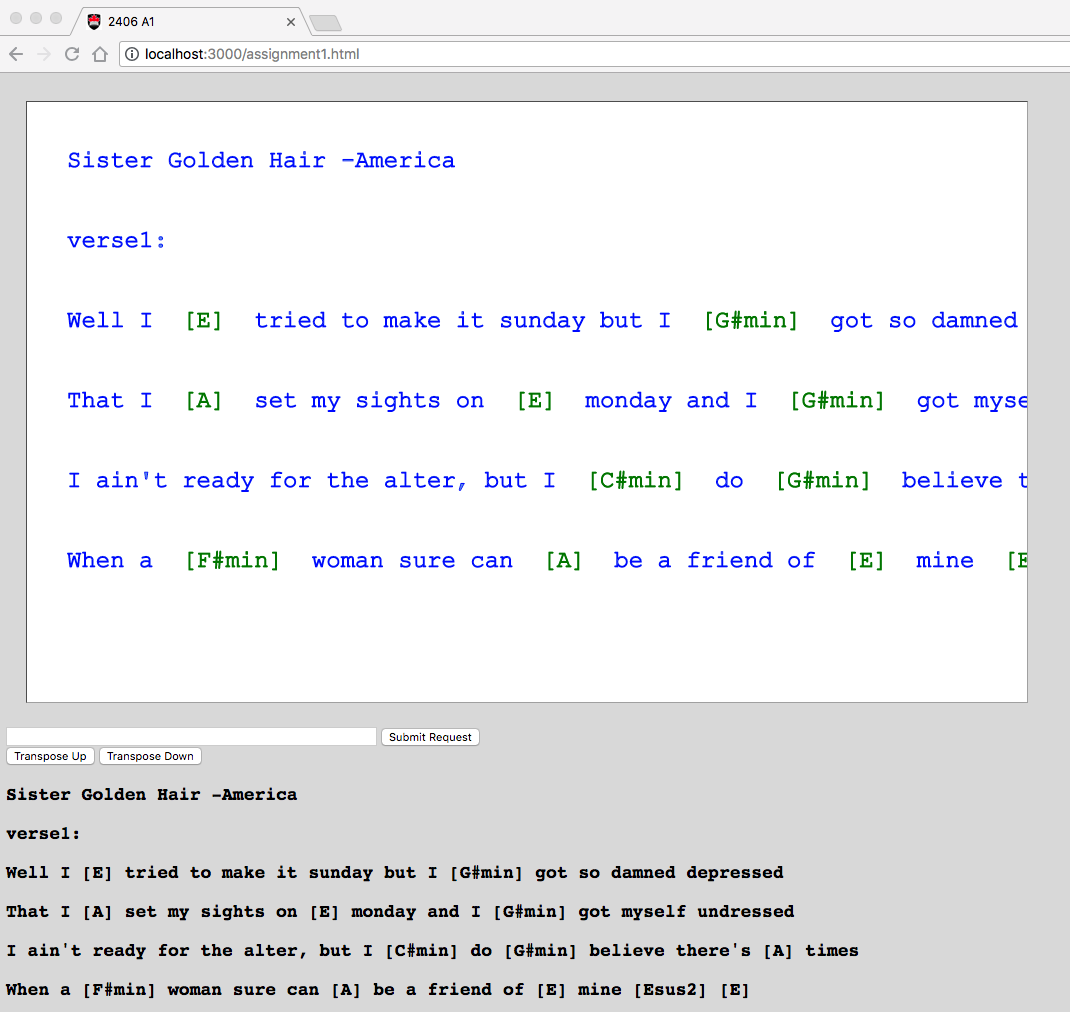 2406 A1
localhost:3000/assignment1.html
Sister Golden Hair -America
verse1:
Well I [E] tried to make it sunday but I [G#min] got so damned
That I [A] set my sights on [E] monday and I [G#min] got myse
I ain't ready for the alter, but I [C#min] do [G#min] believe t
When a [F#min] woman sure can [A] be a friend of [E] mine [E
Submit Request
Transpose Up Transpose Down
Sister Golden Hair -America
verse1:
Well I [E] tried to make it sunday but I [G#min] got so damned depressed
That I [A] set my sights on [E] monday and I [G#min] got myself undressed
I ain't ready for the alter, but I [C#min] do [G#min] believe there's [A] times
When a [F#min] woman sure can [A] be a friend of [E] mine [Esus2] [E]